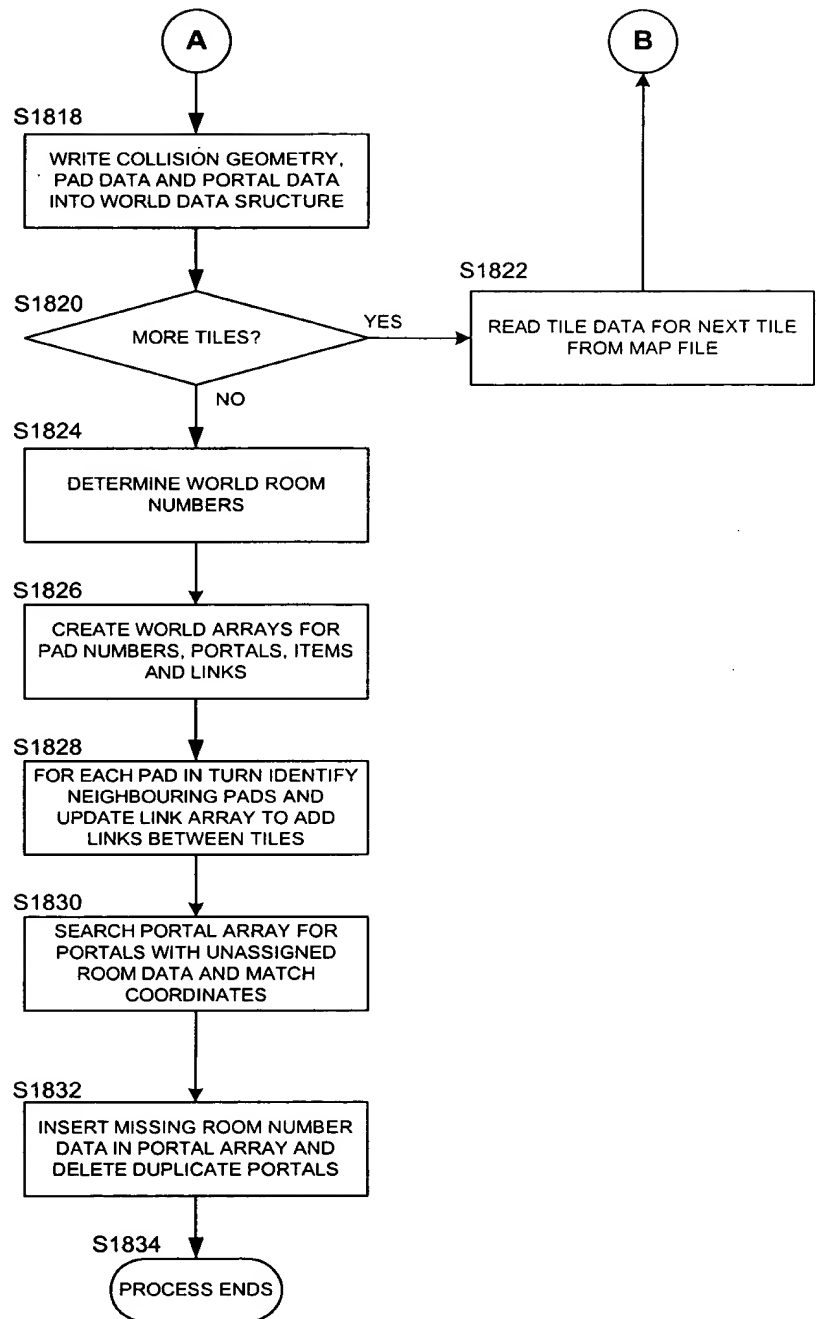 A
B
S1818
WRITE COLLISION GEOMETRY,
PAD DATA AND PORTAL DATA
INTO WORLD DATA SRUCTURE
S1820
MORE TILES?
YES
S1822
READ TILE DATA FOR NEXT TILE
FROM MAP FILE
NO
S1824
DETERMINE WORLD ROOM
NUMBERS
S1826
CREATE WORLD ARRAYS FOR
PAD NUMBERS, PORTALS, ITEMS
AND LINKS
S1828
FOR EACH PAD IN TURN IDENTIFY
NEIGHBOURING PADS AND
UPDATE LINK ARRAY TO ADD
LINKS BETWEEN TILES
S1830
SEARCH PORTAL ARRAY FOR
PORTALS WITH UNASSIGNED
ROOM DATA AND MATCH
COORDINATES
S1832
INSERT MISSING ROOM NUMBER
DATA IN PORTAL ARRAY AND
DELETE DUPLICATE PORTALS
S1834
PROCESS ENDS